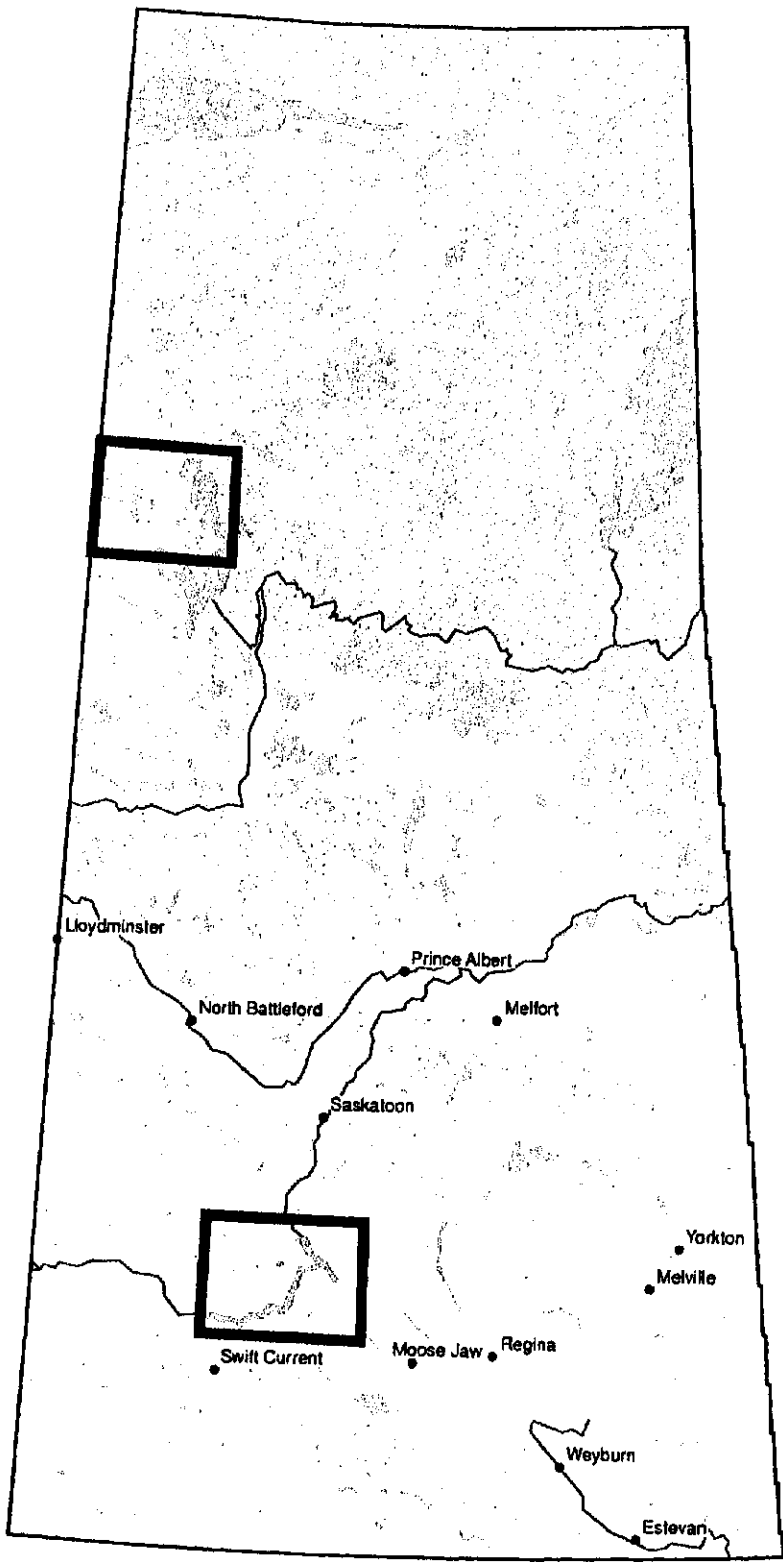 Lloydminster
Prince Albert
North Battleford
Melfort
Saskatoon
Yorkton
Melville
Regina
Moose Jaw
Swift Current
Weyburn
Estevan